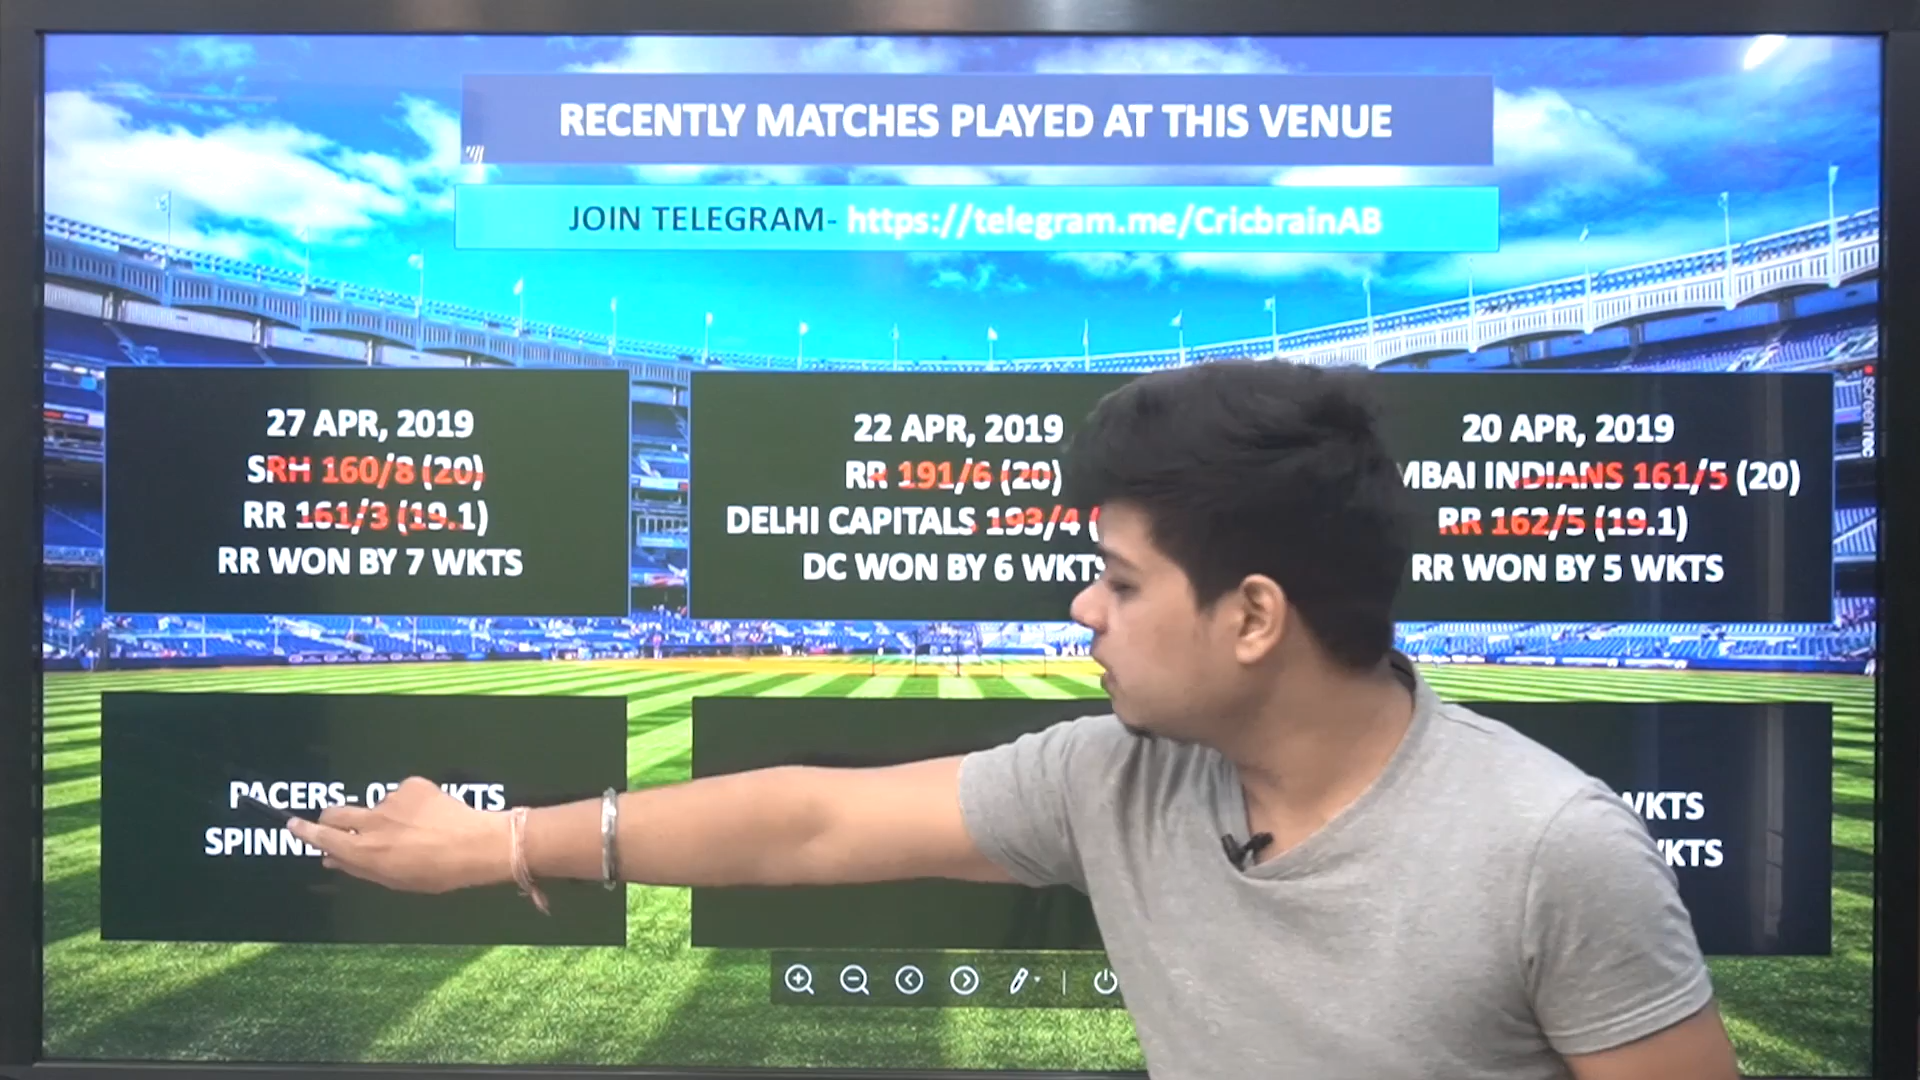 RECENTLY MATCHES PLAYED AT THIS VENUE
JOIN TELEGRAM- https://telegram.me/CricbrainAB
27 APR, 2019
SRH 160/8 (20)
RR 161/3 (19.1)
RR WON BY 7 WKTS
22 APR, 2019
RR 191/6 (20)
DELHI CAPITALS 193/4 (
DC WON BY 6 WKTS
20 APR, 2019
INDIANS 161/5 (20)
RR 162/5 (19.1)
RR WON BY 5 WKTS
PACERS- WKTS
WKTS
screenrec